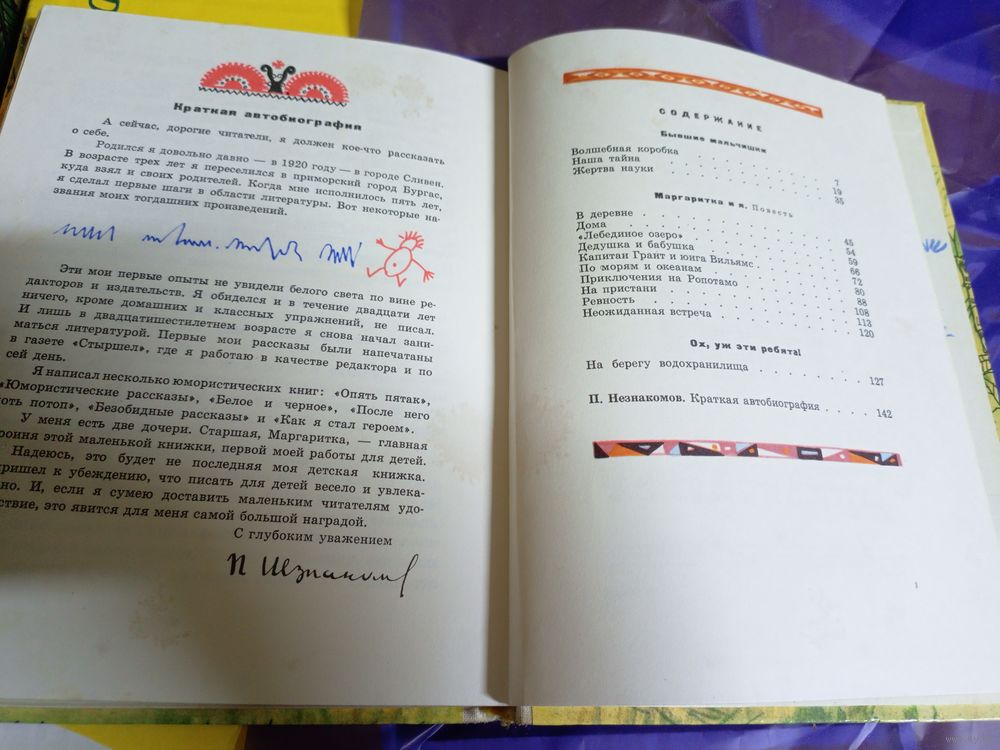 Краткая автобиография
А сейчас, дорогие читатели, я должен кое-что рассказать
о себе.
Родился я довольно давно — в 1920 году — в городе Сливен.
В возрасте трех лет я переселился в приморский город Бургас,
куда взял и своих родителей. Когда мне исполнилось пять лет,
я сделал первые шаги в области литературы. Вот некоторые на-
звания моих тогдашних произведений.
Эти мои первые опыты не увидели белого света по вине ре-
дакторов и издательств. Я обиделся и в течение двадцати лет
ничего, кроме домашних и классных упражнений, не писал.
И лишь в двадцатишестилетнем возрасте я снова начал зани-
маться литературой. Первые мои рассказы были напечатаны
в газете «Стыршел», где я работаю в качестве редактора и по
сей день.
Я написал несколько юмористических книг: «Опять пятак»,
«Юмористические рассказы», «Белое и черное», «После него
хоть потоп», «Безобидные рассказы» и «Как я стал героем».
У меня есть две дочери. Старшая, Маргаритка, — главная
роиня этой маленькой книжки, первой моей работы для детей.
Надеюсь, это будет не последняя моя детская книжка.
пришел к убеждению, что писать для детей весело и увлека-
но. И, если я сумею доставить маленьким читателям удо-
ствие, это явится для меня самой большой наградой.
С глубоким уважением
П Незнакомов
СОДЕРЖАНИЕ
Бывшие мальчишки
Волшебная коробка . . . . . 7
Наша тайна . . . . . 19
Жертва науки . . . . . 35
Маргаритка и я. Повесть
В деревне . . . . . 45
Дома . . . . . 54
«Лебединое озеро» . . . . . 59
Дедушка и бабушка . . . . . 66
Капитан Грант и юнга Вильямс . . . . . 72
По морям и океанам . . . . . 80
Приключения на Ропотамо . . . . . 88
На пристани . . . . . 108
Ревность . . . . . 113
Неожиданная встреча . . . . . 120
Ох, уж эти ребята!
На берегу водохранилища . . . . . 127
П. Незнакомов. Краткая автобиография . . . . 142